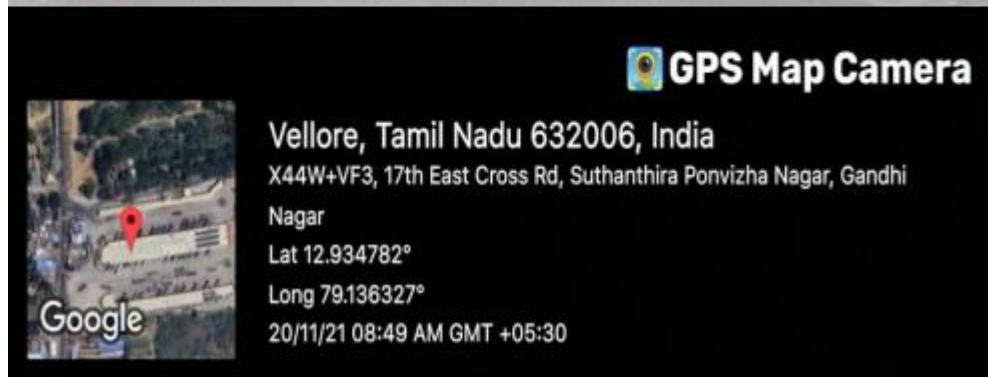 GPS Map Camera
Vellore, Tamil Nadu 632006, India
X44W+VF3, 17th East Cross Rd, Suthanthira Ponvizha Nagar, Gandhi
Nagar
Lat 12.934782°
Long 79.136327°
20/11/21 08:49 AM GMT +05:30
Google